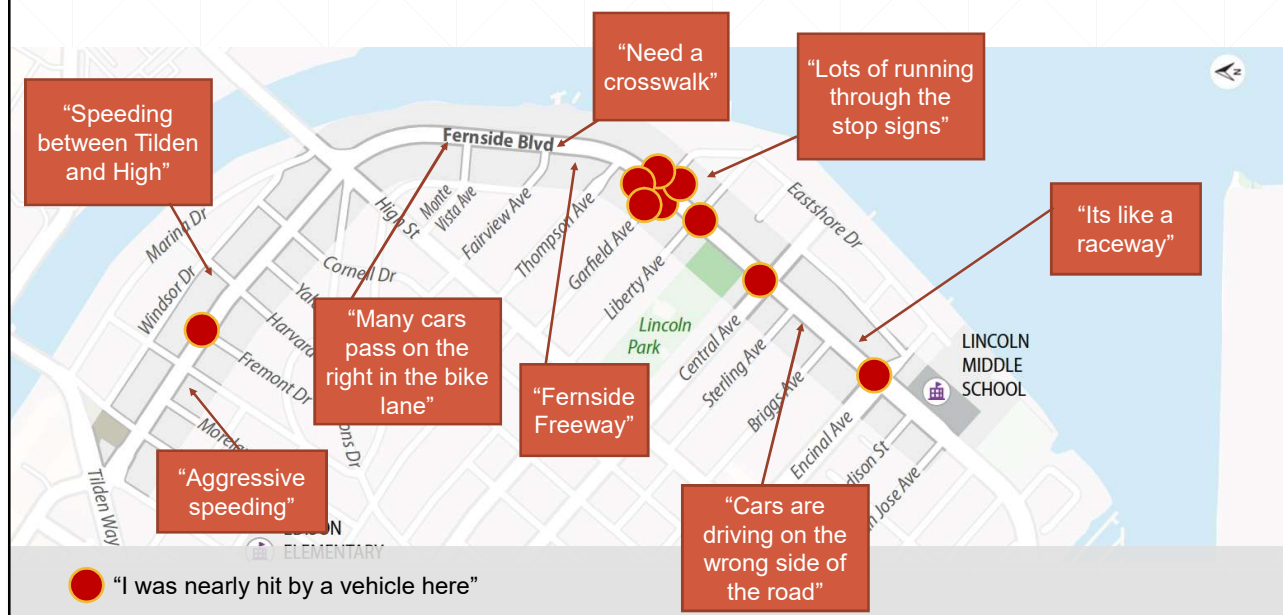 “Need a
crosswalk”
“Lots of running
through the
stop signs”
“Speeding
between Tilden
and High”
“Its like a
raceway”
“Many cars
pass on the
right in the bike
lane”
“Fernside
Freeway”
“Aggressive
speeding”
“Cars are
driving on the
wrong side of
the road”
Fernside Blvd
N
Marina Dr
Windsor Dr
High St
Cornell Dr
Harvard
Fremont Dr
Tilden Way
Monte
Vista Ave
Fairview Ave
Thompson Ave
Garfield Ave
Liberty Ave
Lincoln
Park
Eastshore Dr
Central Ave
Sterling Ave
Briggs Ave
Encinal Ave
St
Jose Ave
LINCOLN
MIDDLE
SCHOOL
ELEMENTARY
“I was nearly hit by a vehicle here”